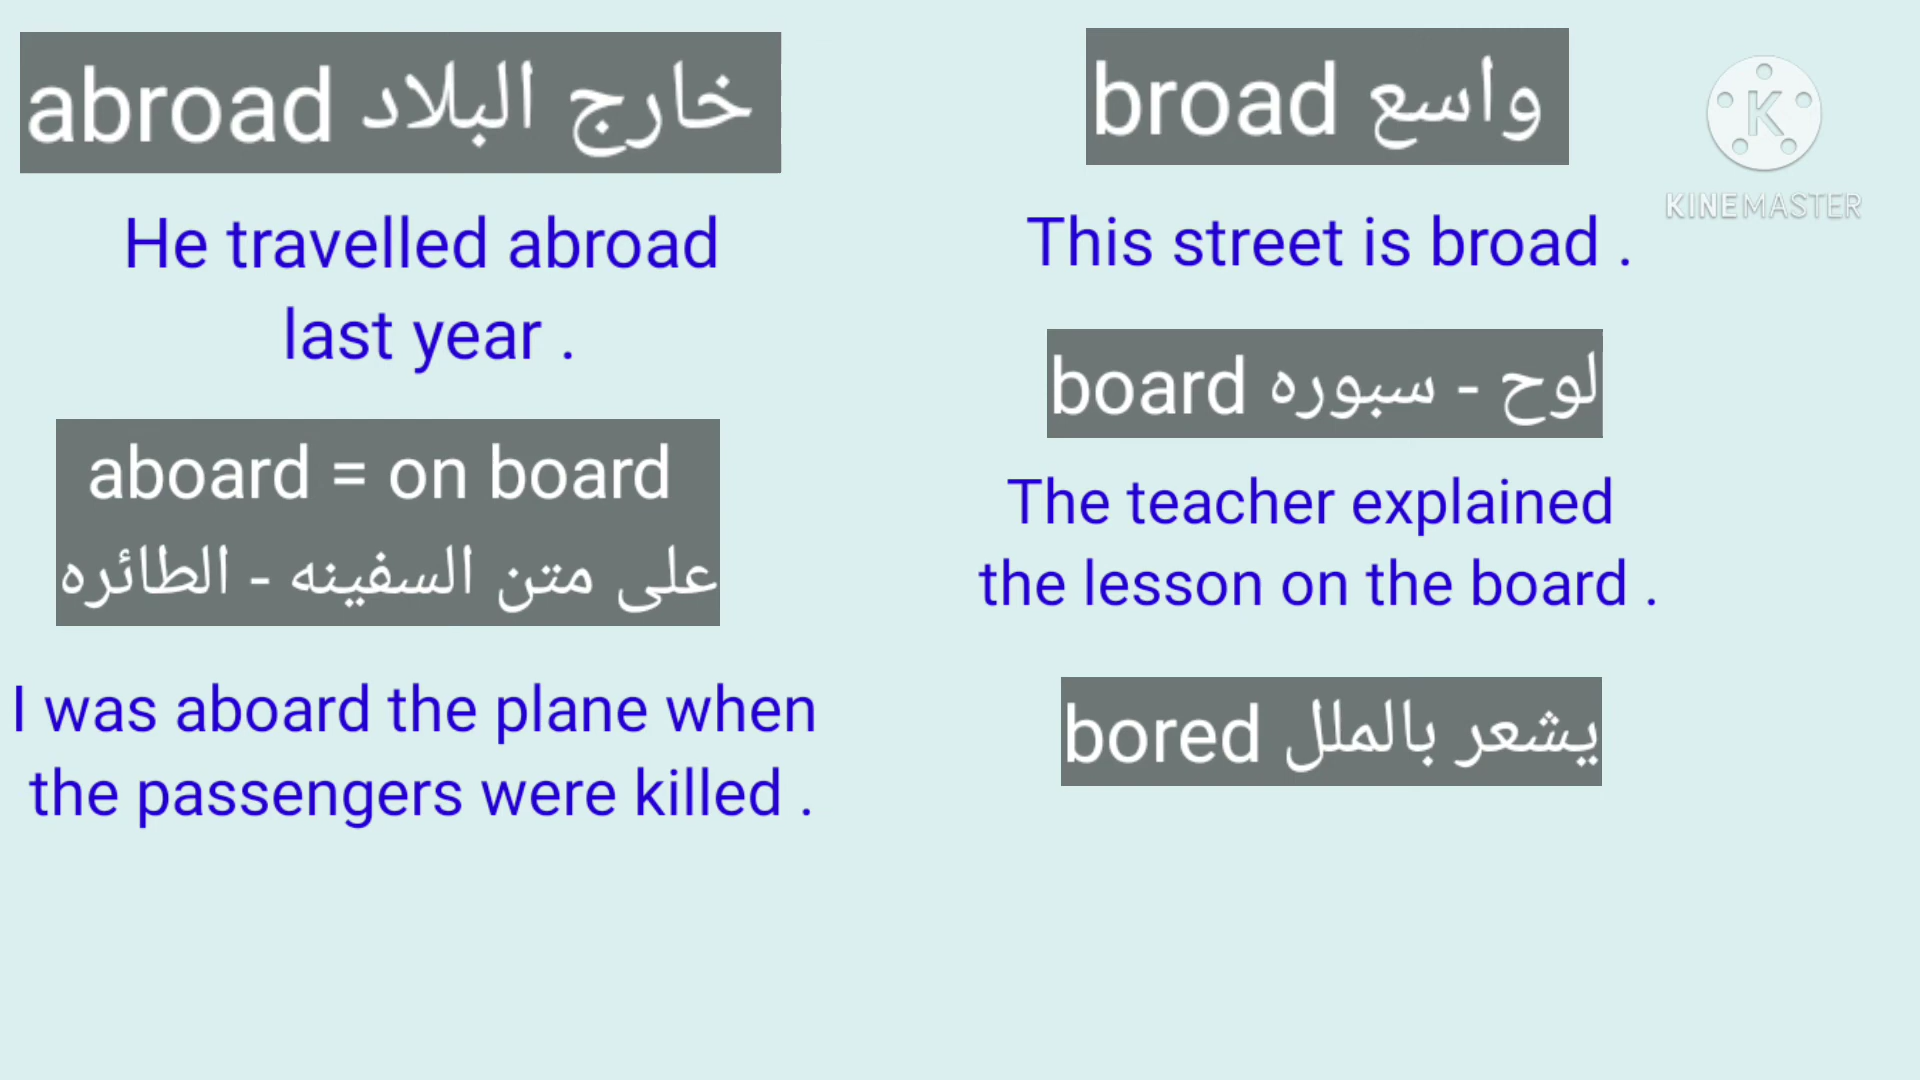 abroad خارج البلاد
He travelled abroad
last year .
aboard = on board
على متن السفينه - الطائره
I was aboard the plane when
the passengers were killed .
broad واسع
This street is broad .
board لوح - سبوره
The teacher explained
the lesson on the board .
bored يشعر بالملل
K
KINEMASTER